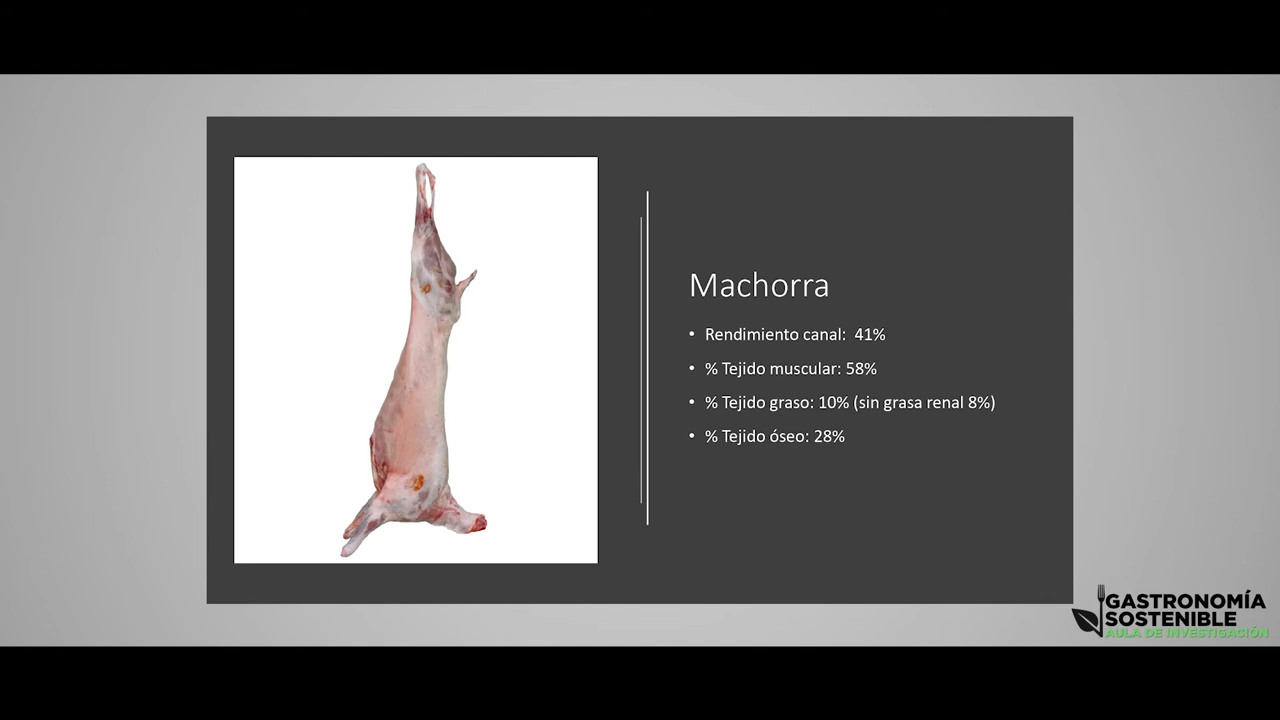 Machorra
• Rendimiento canal:  41%
• % Tejido muscular: 58%
• % Tejido graso: 10% (sin grasa renal 8%)
• % Tejido óseo: 28%
GASTRONOMÍA
SOSTENIBLE
AULA DE INVESTIGACIÓN